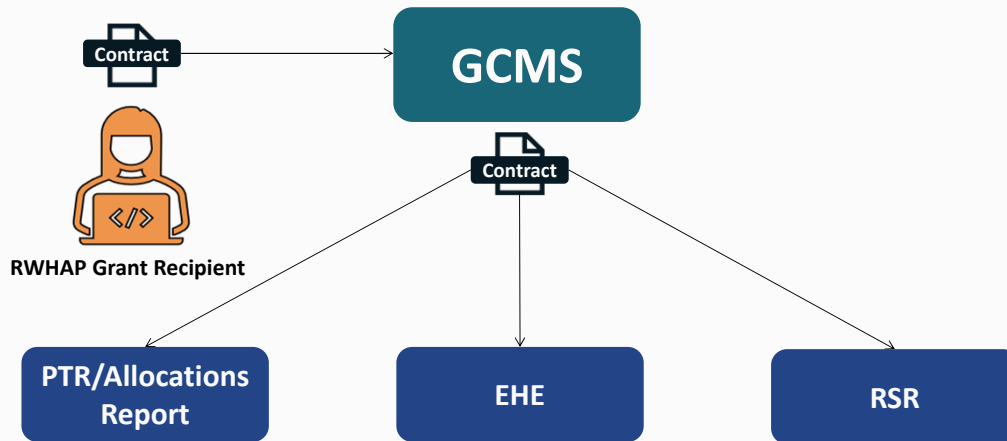 Contract
GCMS
Contract
</>
RWHAP Grant Recipient
PTR/Allocations
Report
EHE
RSR